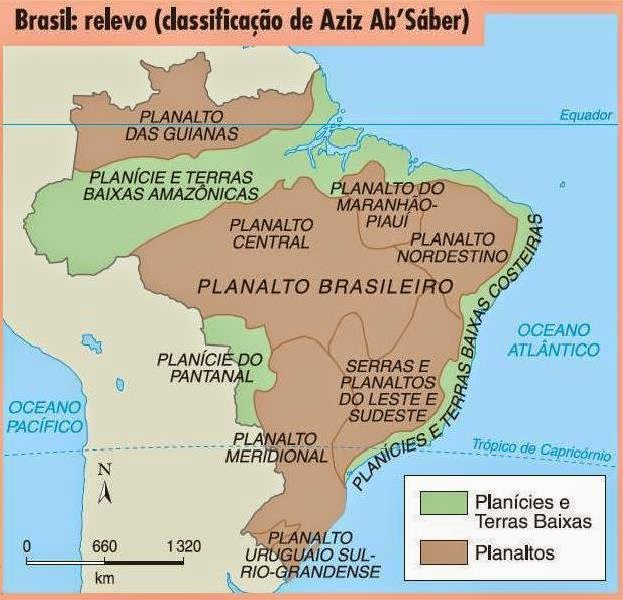 Brasil: relevo (classificação de Aziz Ab'Sáber)
Equador
PLANALTO
DAS GUIANAS
PLANÍCIE E TERRAS
BAIXAS AMAZÔNICAS
PLANALTO DO
MARANHÃO-
PIAUÍ
PLANALTO
CENTRAL
PLANALTO
NORDESTINO
PLANALTO BRASILEIRO
PLANÍCIES E TERRAS BAIXAS COSTEIRAS
OCEANO
ATLÂNTICO
PLANÍCIE DO
PANTANAL
SERRAS E
PLANALTOS
DO LESTE E
SUDESTE
OCEANO
PACÍFICO
PLANALTO
MERIDIONAL
Trópico de Capricórnio
N
0 660 1 320
km
PLANALTO
URUGUAIO SUL-
RIO-GRANDENSE
Planícies e
Terras Baixas
Planaltos